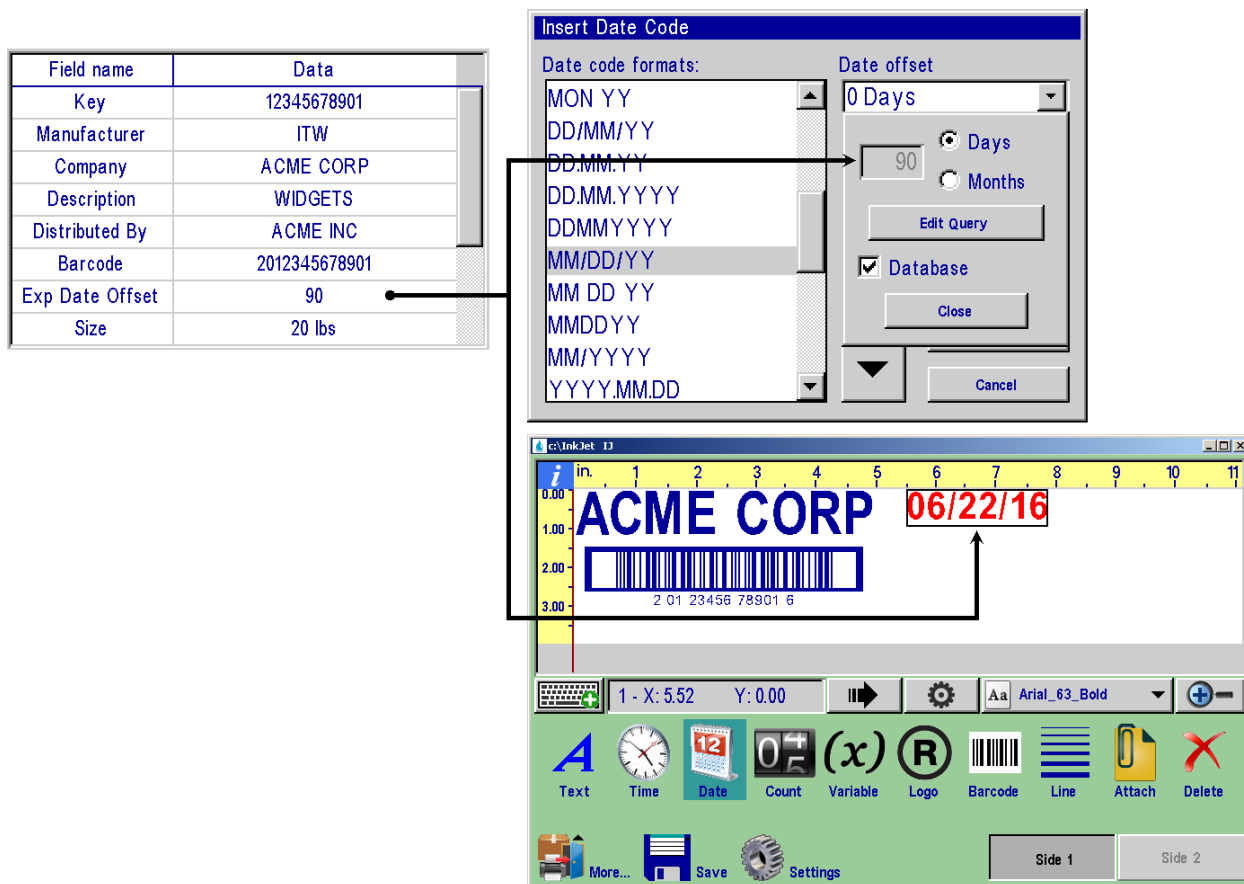 Field name Data
Key 12345678901
Manufacturer ITW
Company ACME CORP
Description WIDGETS
Distributed By ACME INC
Barcode 2012345678901
Exp Date Offset 90
Size 20 lbs
Insert Date Code
Date code formats:
MON YY
DD/MM/YY
DD.MM.YY
DD.MM.YYYY
DDMMYYYY
MM/DD/YY
MM DD YY
MMDDYY
MM/YYYY
YYYY.MM.DD
Date offset
0 Days
90
Days
Months
Edit Query
Database
Close
Cancel
c:\InkJet IJ
i in. 1 2 3 4 5 6 7 8 9 10 11
0.00
1.00
2.00
3.00
ACME CORP 06/22/16
2 01 23456 78901 6
1 - X: 5.52 Y: 0.00
Aa Arial_63_Bold
A 12 04 5 (x) R
Text Time Date Count Variable Logo Barcode Line Attach Delete
More... Save Settings Side 1 Side 2